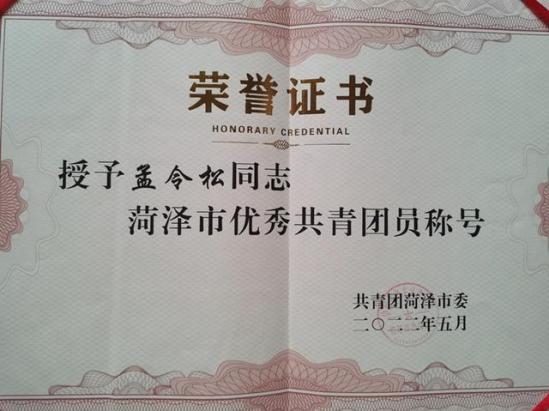 荣誉证书
HONORARY CREDENTIAL
授予孟令松同志
菏泽市优秀共青团员称号
共青团菏泽市委
二〇二二年五月